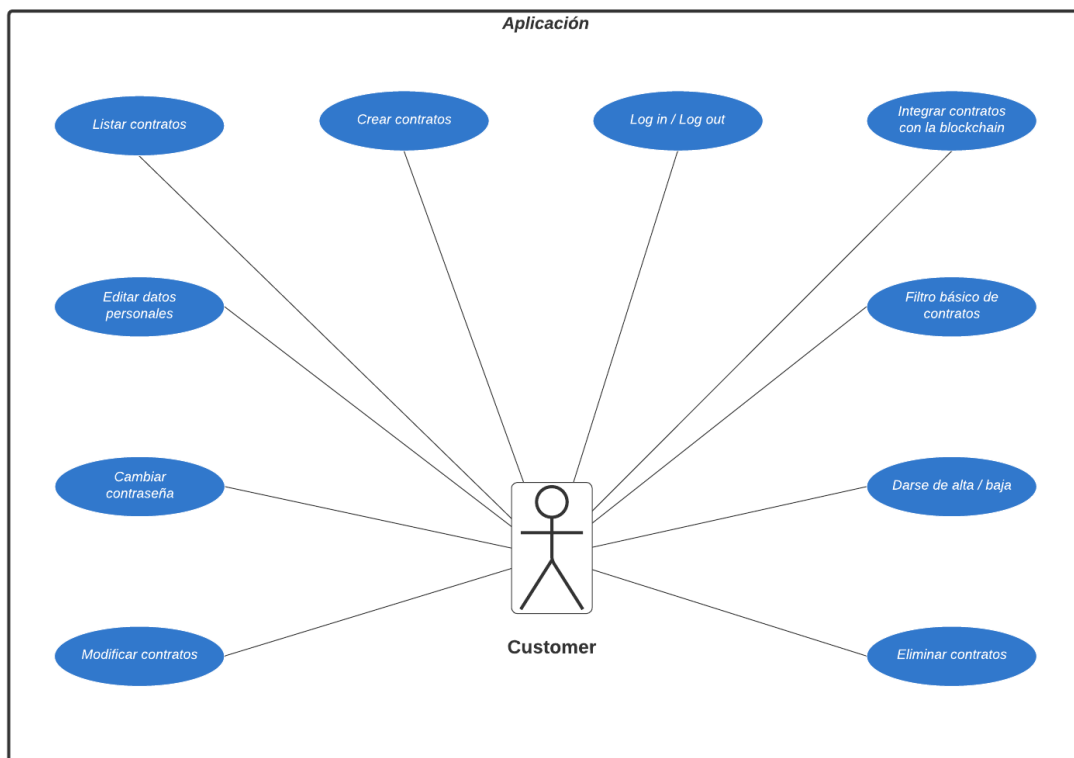 Aplicación
Listar contratos
Crear contratos
Log in / Log out
Integrar contratos
con la blockchain
Editar datos
personales
Filtro básico de
contratos
Cambiar
contraseña
Darse de alta / baja
Modificar contratos
Customer
Eliminar contratos